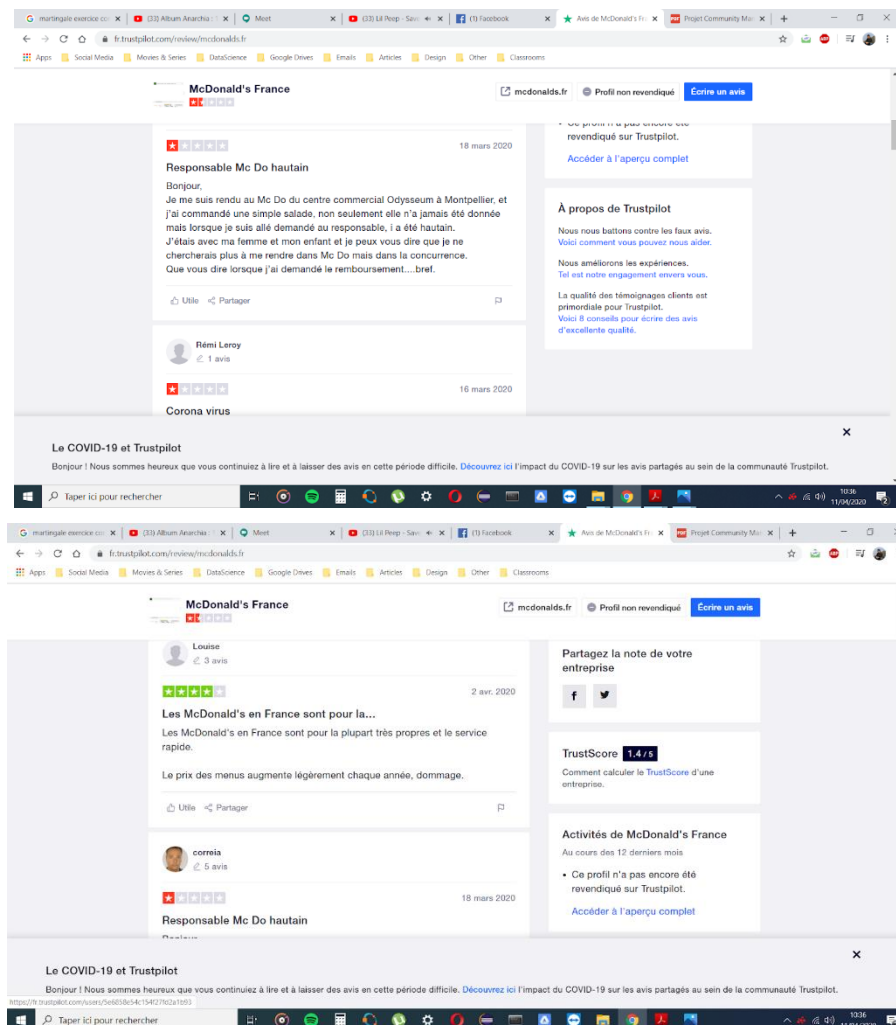 martingale exercice cor
(33) Album Anarchia :
Meet
(33) Lil Peep - Save
(1) Facebook
Avis de McDonald's Fr
Projet Community Ma
fr.trustpilot.com/review/mcdonalds.fr
Apps Social Media Movies & Series DataScience Google Drives Emails Articles Design Other Classrooms
McDonald's France
mcdonalds.fr
Profil non revendiqué
Écrire un avis
18 mars 2020
Responsable Mc Do hautain
Bonjour,
Je me suis rendu au Mc Do du centre commercial Odysseum à Montpellier, et
j'ai commandé une simple salade, non seulement elle n'a jamais été donnée
mais lorsque je suis allé demandé au responsable, i a été hautain.
J'étais avec ma femme et mon enfant et je peux vous dire que je ne
chercherais plus à me rendre dans Mc Do mais dans la concurrence.
Que vous dire lorsque j'ai demandé le remboursement....bref.
Utile Partager
Rémi Leroy
1 avis
16 mars 2020
Corona virus
Ce profil n'a pas encore été
revendiqué sur Trustpilot.
Accéder à l'aperçu complet
À propos de Trustpilot
Nous nous battons contre les faux avis.
Voici comment vous pouvez nous aider.
Nous améliorons les expériences.
Tel est notre engagement envers vous.
La qualité des témoignages clients est
primordiale pour Trustpilot.
Voici 8 conseils pour écrire des avis
d'excellente qualité.
Le COVID-19 et Trustpilot
Bonjour ! Nous sommes heureux que vous continuiez à lire et à laisser des avis en cette période difficile. Découvrez ici l'impact du COVID-19 sur les avis partagés au sein de la communauté Trustpilot.
Taper ici pour rechercher
10:36
11/04/2020
martingale exercice cor
(33) Album Anarchia :
Meet
(33) Lil Peep - Save
(1) Facebook
Avis de McDonald's Fr
Projet Community Ma
fr.trustpilot.com/review/mcdonalds.fr
Apps Social Media Movies & Series DataScience Google Drives Emails Articles Design Other Classrooms
McDonald's France
mcdonalds.fr
Profil non revendiqué
Écrire un avis
Louise
3 avis
2 avr. 2020
Les McDonald's en France sont pour la...
Les McDonald's en France sont pour la plupart très propres et le service
rapide.
Le prix des menus augmente légèrement chaque année, dommage.
Utile Partager
correia
5 avis
18 mars 2020
Responsable Mc Do hautain
Partagez la note de votre
entreprise
TrustScore 1.4 / 5
Comment calculer le TrustScore d'une
entreprise.
Activités de McDonald's France
Au cours des 12 derniers mois
Ce profil n'a pas encore été
revendiqué sur Trustpilot.
Accéder à l'aperçu complet
Le COVID-19 et Trustpilot
Bonjour ! Nous sommes heureux que vous continuiez à lire et à laisser des avis en cette période difficile. Découvrez ici l'impact du COVID-19 sur les avis partagés au sein de la communauté Trustpilot.
Taper ici pour rechercher
10:36